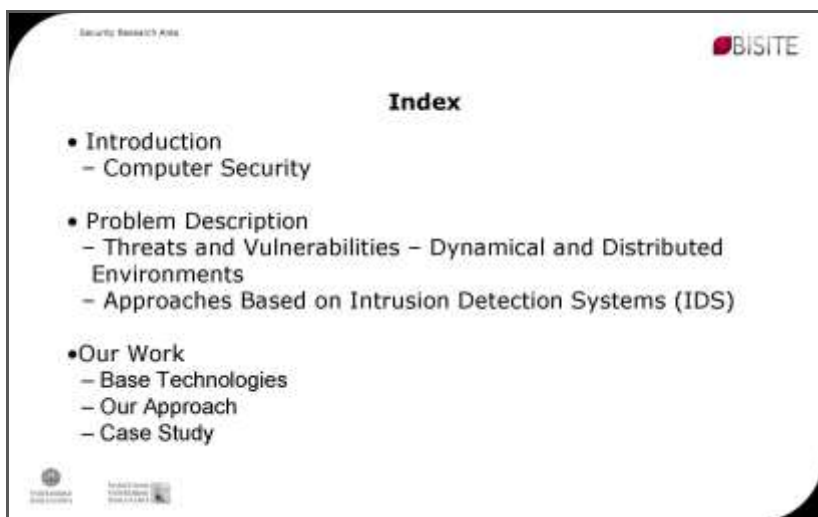 Security Research Area
BISITE
Index
• Introduction
– Computer Security
• Problem Description
– Threats and Vulnerabilities – Dynamical and Distributed
Environments
– Approaches Based on Intrusion Detection Systems (IDS)
•Our Work
– Base Technologies
– Our Approach
– Case Study